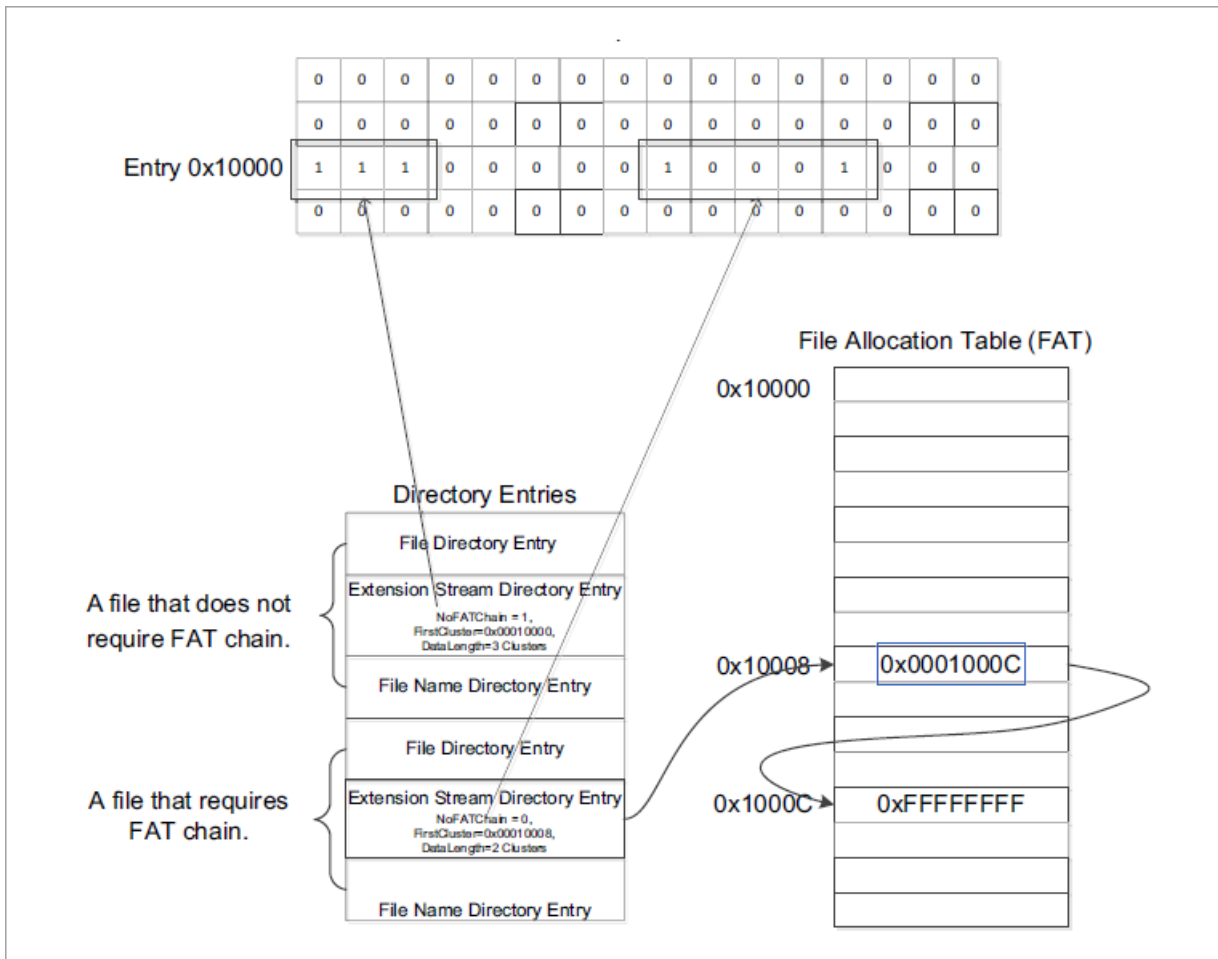 0 0 0 0 0 0 0 0 0 0 0 0 0 0 0 0
0 0 0 0 0 0 0 0 0 0 0 0 0 0 0 0
Entry 0x10000 1 1 1 0 0 0 0 0 1 0 0 0 1 0 0 0
0 0 0 0 0 0 0 0 0 0 0 0 0 0 0 0
File Allocation Table (FAT)
0x10000
Directory Entries
File Directory Entry
A file that does not
require FAT chain.
Extension Stream Directory Entry
NoFATChain = 1,
FirstCluster=0x00010000,
DataLength=3 Clusters
File Name Directory Entry
0x10008 0x0001000C
File Directory Entry
A file that requires
FAT chain.
Extension Stream Directory Entry
NoFATChain = 0,
FirstCluster=0x00010008,
DataLength=2 Clusters
0x1000C 0xFFFFFFFF
File Name Directory Entry